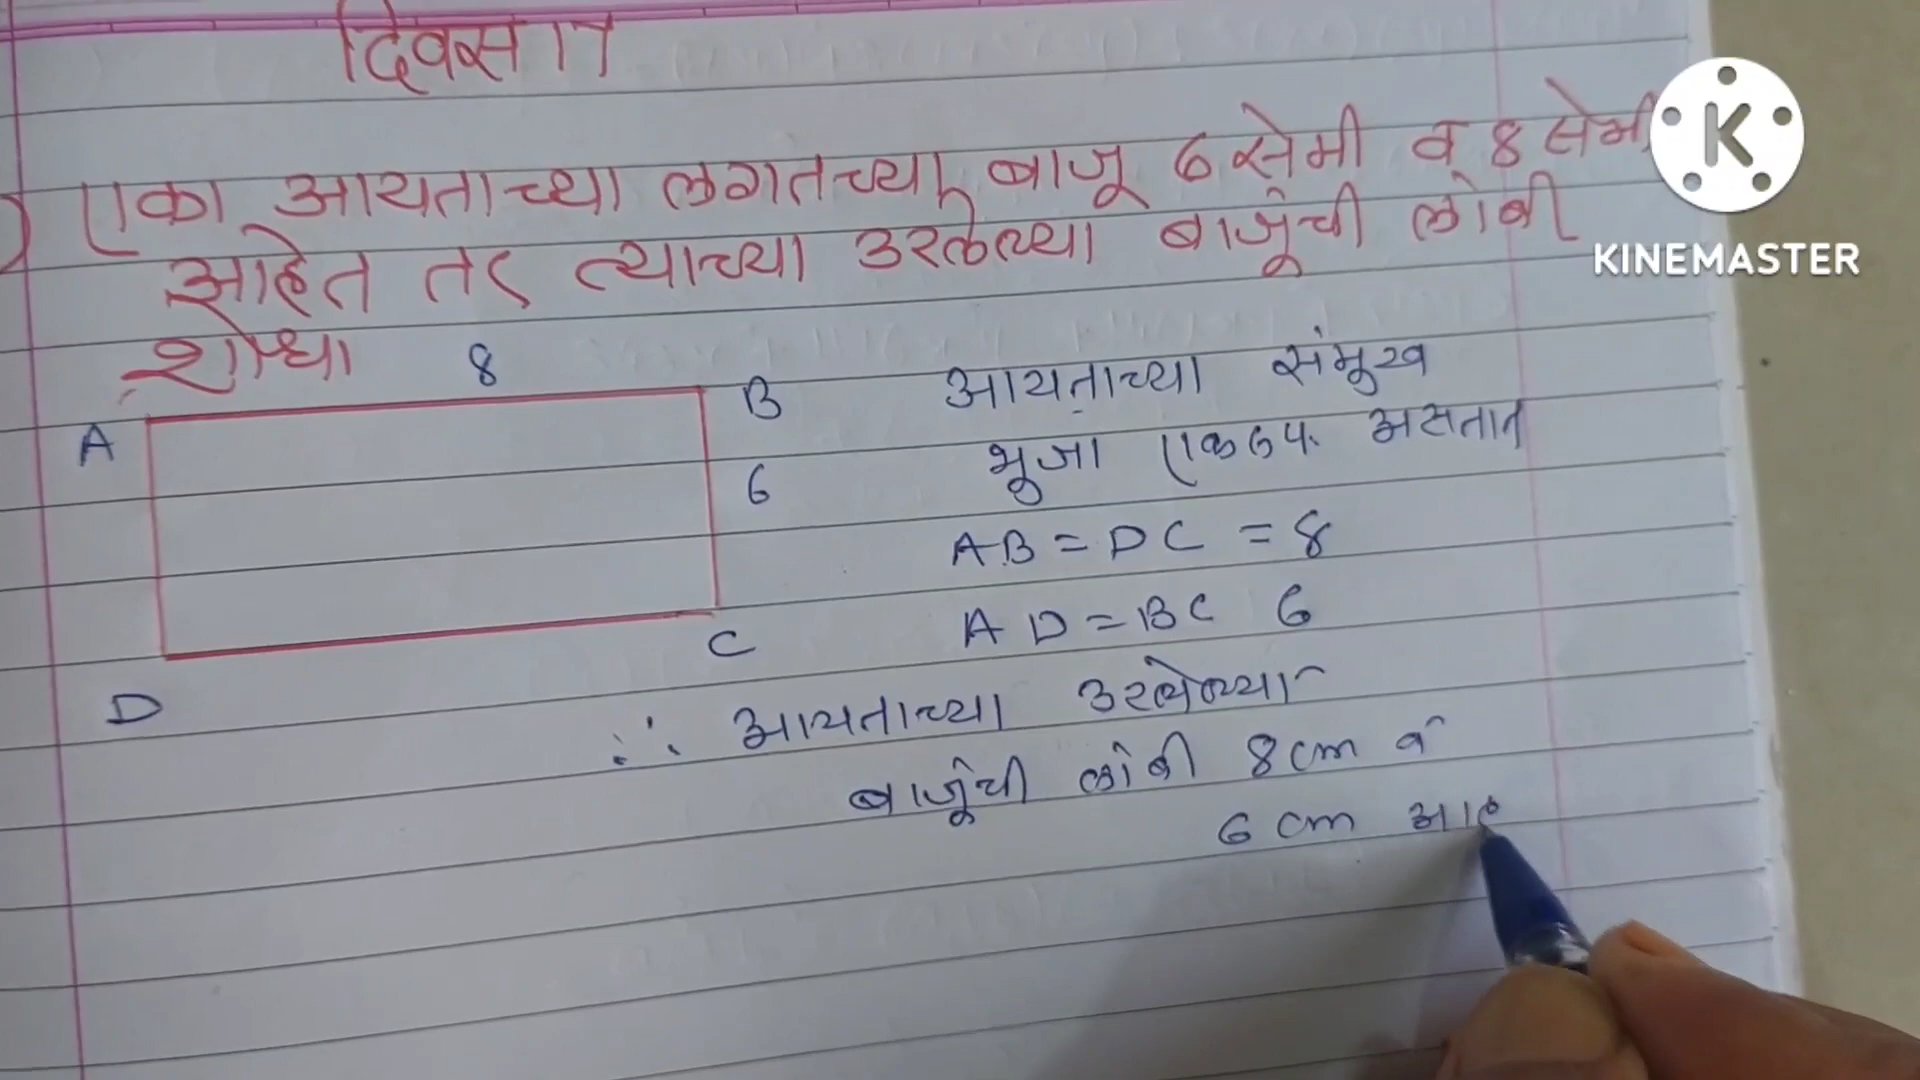 दिवस 17
एका आयताच्या लगतच्या बाजू 6 सेमी व 8 सेमी
आहेत तर त्याच्या उरलेल्या बाजूंची लांबी
शोधा
8
A
B
आयताच्या संमुख
6
भूजा एकरुप असतात
AB = DC = 8
AD = BC 6
C
D
∴ आयताच्या उरलेल्या
बाजूंची लांबी 8 cm व
6 cm आहे
K
KINEMASTER